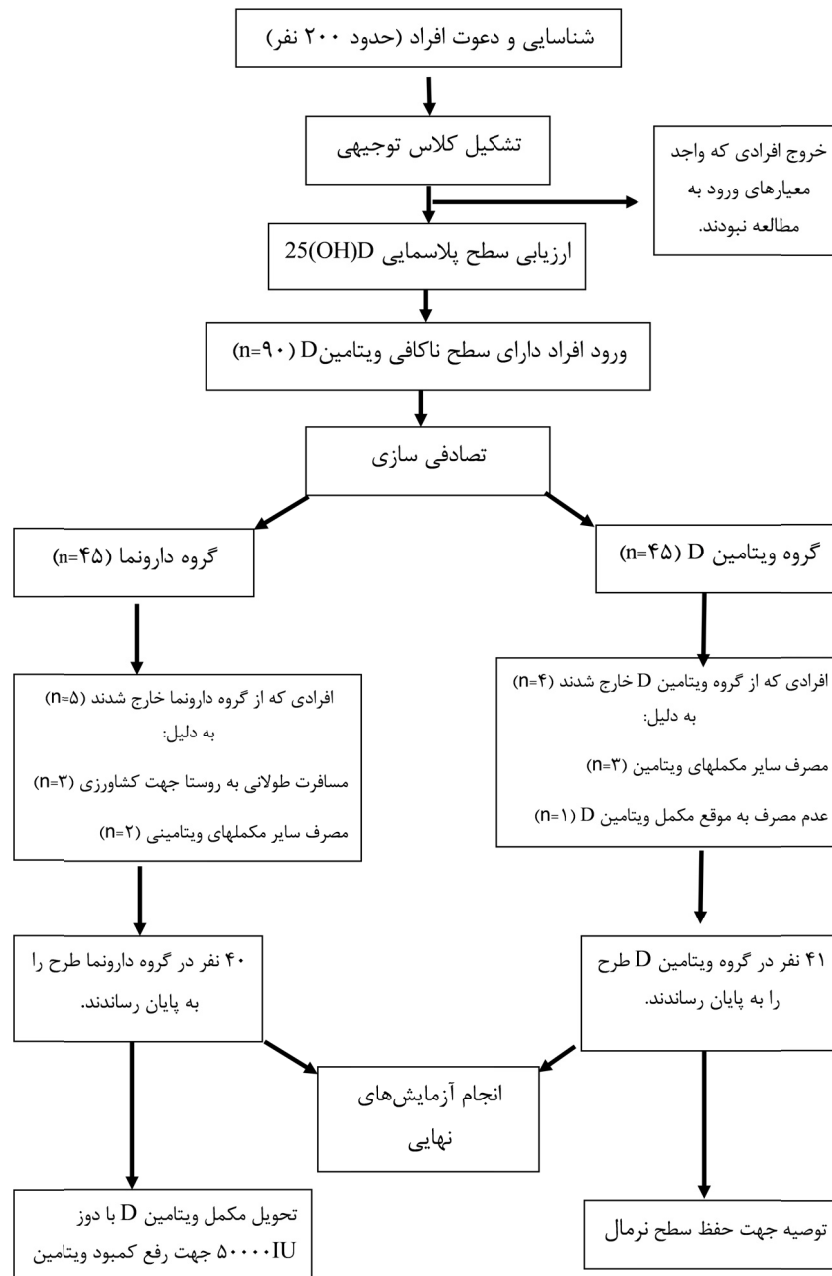 شناسایی و دعوت افراد (حدود ۲۰۰ نفر)
تشکیل کلاس توجیهی
خروج افرادی که واجد
معیارهای ورود به
مطالعه نبودند.
ارزیابی سطح پلاسمایی 25(OH)D
ورود افراد دارای سطح ناکافی ویتامینD (n=۹۰)
تصادفی سازی
گروه ویتامین D (n=۴۵)
گروه دارونما (n=۴۵)
افرادی که از گروه ویتامین D خارج شدند (n=۴)
به دلیل:
مصرف سایر مکملهای ویتامین (n=۳)
عدم مصرف به موقع مکمل ویتامین D (n=۱)
افرادی که از گروه دارونما خارج شدند (n=۵)
به دلیل:
مسافرت طولانی به روستا جهت کشاورزی (n=۳)
مصرف سایر مکملهای ویتامینی (n=۲)
۴۱ نفر در گروه ویتامین D طرح
را به پایان رساندند.
۴۰ نفر در گروه دارونما طرح را
به پایان رساندند.
انجام آزمایش‌های
نهایی
توصیه جهت حفظ سطح نرمال
تحویل مکمل ویتامین D با دوز
۵۰۰۰۰IU جهت رفع کمبود ویتامین